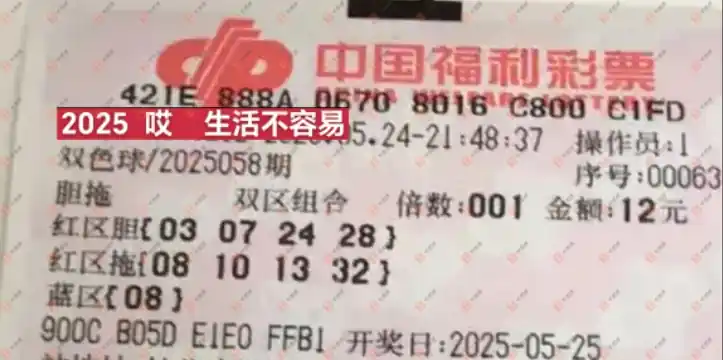 中国福利彩票
421E 888A 0670 8016 C800 C1FD
2025 哎 生活不容易
05.24-21:48:37 操作员:1
双色球/2025058期 序号:00063
胆拖 双区组合 倍数:001 金额:12元
红区胆{03 07 24 28}
红区拖{08 10 13 32}
蓝区{08}
900C B05D E1E0 FFB1 开奖日:2025-05-25